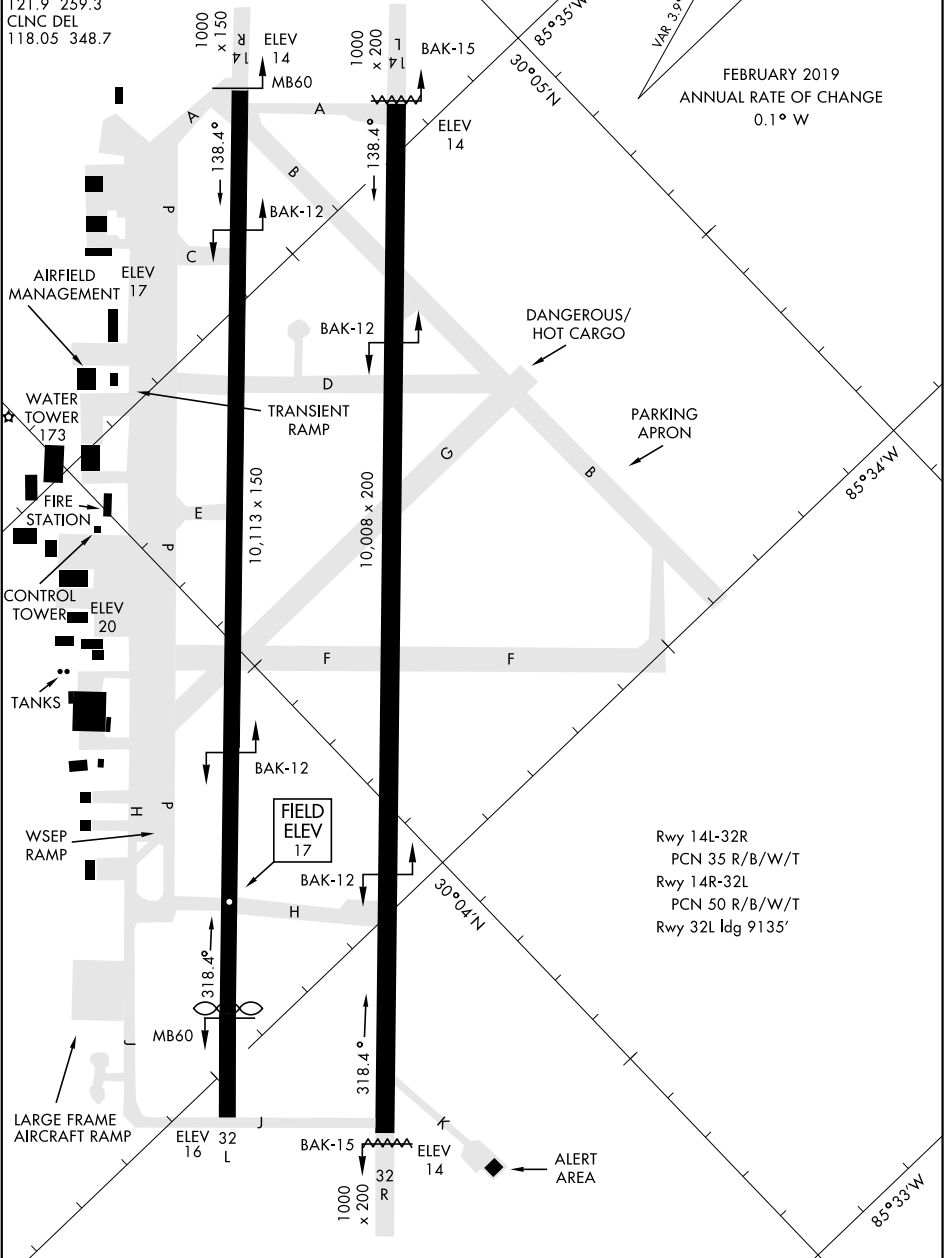 121.9 259.3
CLNC DEL
118.05 348.7
1000
x 150
14
R
ELEV
14
MB60
1000
x 200
14
L
BAK-15
ELEV
14
85°35'W
30°05'N
VAR 3.9°
FEBRUARY 2019
ANNUAL RATE OF CHANGE
0.1° W
A
A
138.4°
138.4°
B
P
BAK-12
C
ELEV
17
AIRFIELD
MANAGEMENT
BAK-12
DANGEROUS/
HOT CARGO
D
TRANSIENT
RAMP
WATER
TOWER
173
PARKING
APRON
G
B
85°34'W
10,113 x 150
10,008 x 200
FIRE
STATION
E
P
CONTROL
TOWER
ELEV
20
F
F
TANKS
BAK-12
H
P
FIELD
ELEV
17
WSEP
RAMP
BAK-12
H
30°04'N
Rwy 14L-32R
PCN 35 R/B/W/T
Rwy 14R-32L
PCN 50 R/B/W/T
Rwy 32L ldg 9135'
318.4°
MB60
318.4°
J
K
LARGE FRAME
AIRCRAFT RAMP
ELEV
16
32
L
J
BAK-15
ELEV
14
1000
x 200
32
R
ALERT
AREA
85°33'W